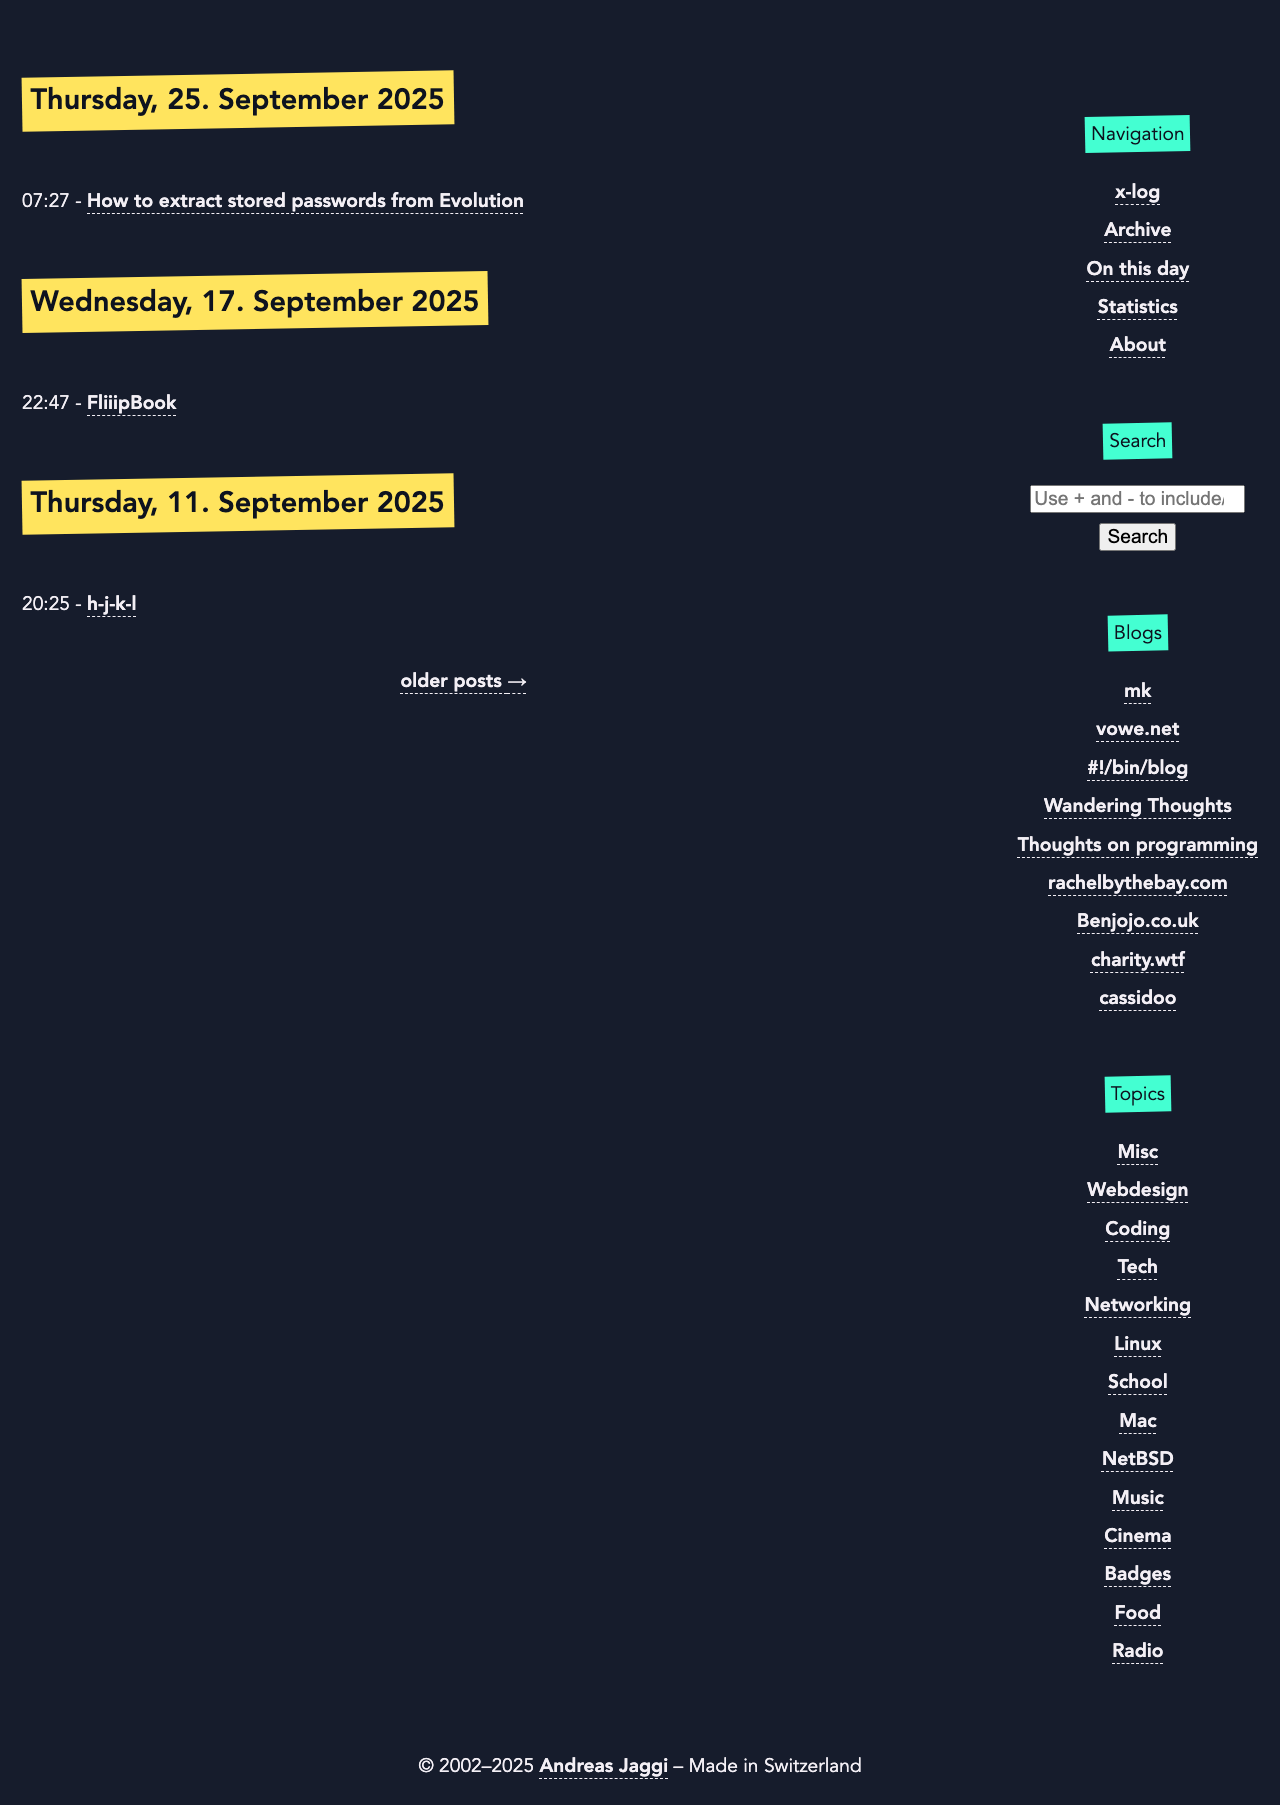 Thursday, 25. September 2025
07:27 - How to extract stored passwords from Evolution
Wednesday, 17. September 2025
22:47 - FliiipBook
Thursday, 11. September 2025
20:25 - h-j-k-l
older posts →
Navigation
x-log
Archive
On this day
Statistics
About
Search
Use + and - to include/
Search
Blogs
mk
vowe.net
#!/bin/blog
Wandering Thoughts
Thoughts on programming
rachelbythebay.com
Benjojo.co.uk
charity.wtf
cassidoo
Topics
Misc
Webdesign
Coding
Tech
Networking
Linux
School
Mac
NetBSD
Music
Cinema
Badges
Food
Radio
© 2002–2025 Andreas Jaggi – Made in Switzerland